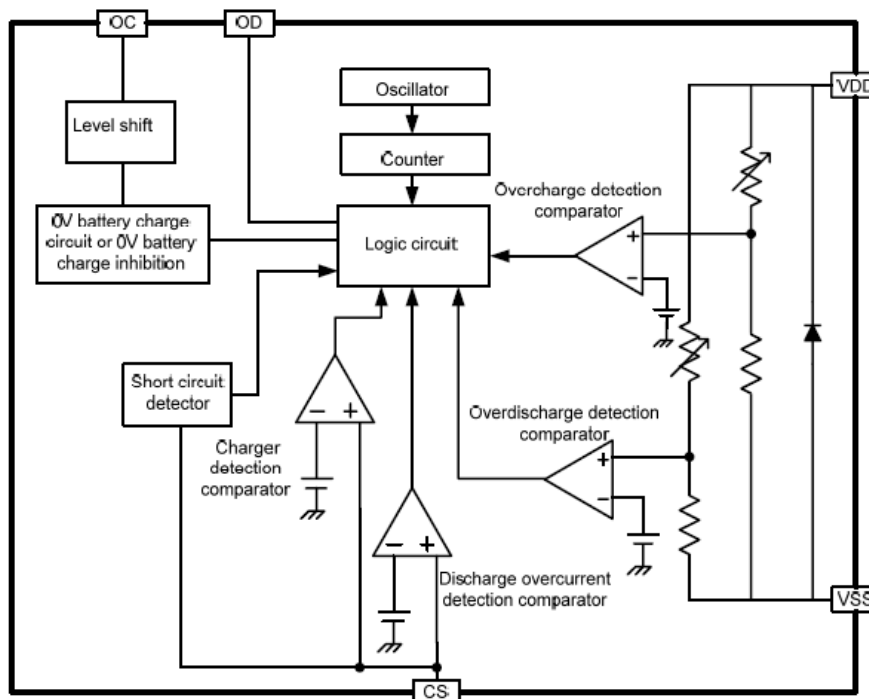 OC
OD
VDD
Oscillator
Level shift
Counter
Overcharge detection
comparator
0V battery charge
circuit or 0V battery
charge inhibition
Logic circuit
+
−
Short circuit
detector
Overdischarge detection
comparator
+
−
− +
Charger
detection
comparator
− +
Discharge overcurrent
detection comparator
VSS
CS